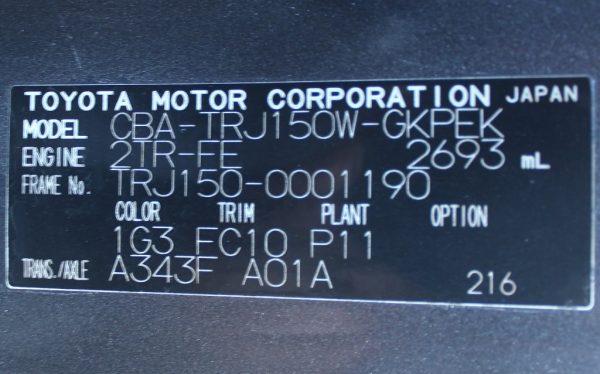 TOYOTA MOTOR CORPORATION JAPAN
MODEL CBA-TRJ150W-GKPEK
ENGINE 2TR-FE 2693 mL
FRAME No. TRJ150-0001190
COLOR TRIM PLANT OPTION
1G3 FC10 P11
TRANS./AXLE A343F A01A 216